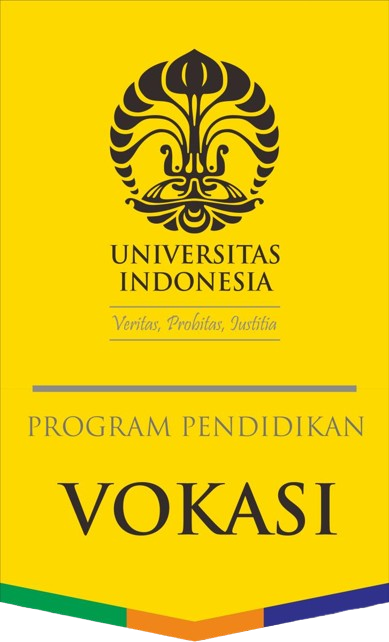 UNIVERSITAS
INDONESIA
Veritas, Probitas, Iustitia
PROGRAM PENDIDIKAN
VOKASI